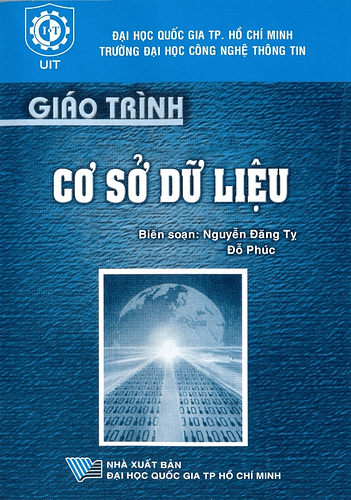 ĐẠI HỌC QUỐC GIA TP. HỒ CHÍ MINH
TRƯỜNG ĐẠI HỌC CÔNG NGHỆ THÔNG TIN
UIT
GIÁO TRÌNH
CƠ SỞ DỮ LIỆU
Biên soạn: Nguyễn Đăng Tỵ
Đỗ Phúc
NHÀ XUẤT BẢN
ĐẠI HỌC QUỐC GIA TP HỒ CHÍ MINH